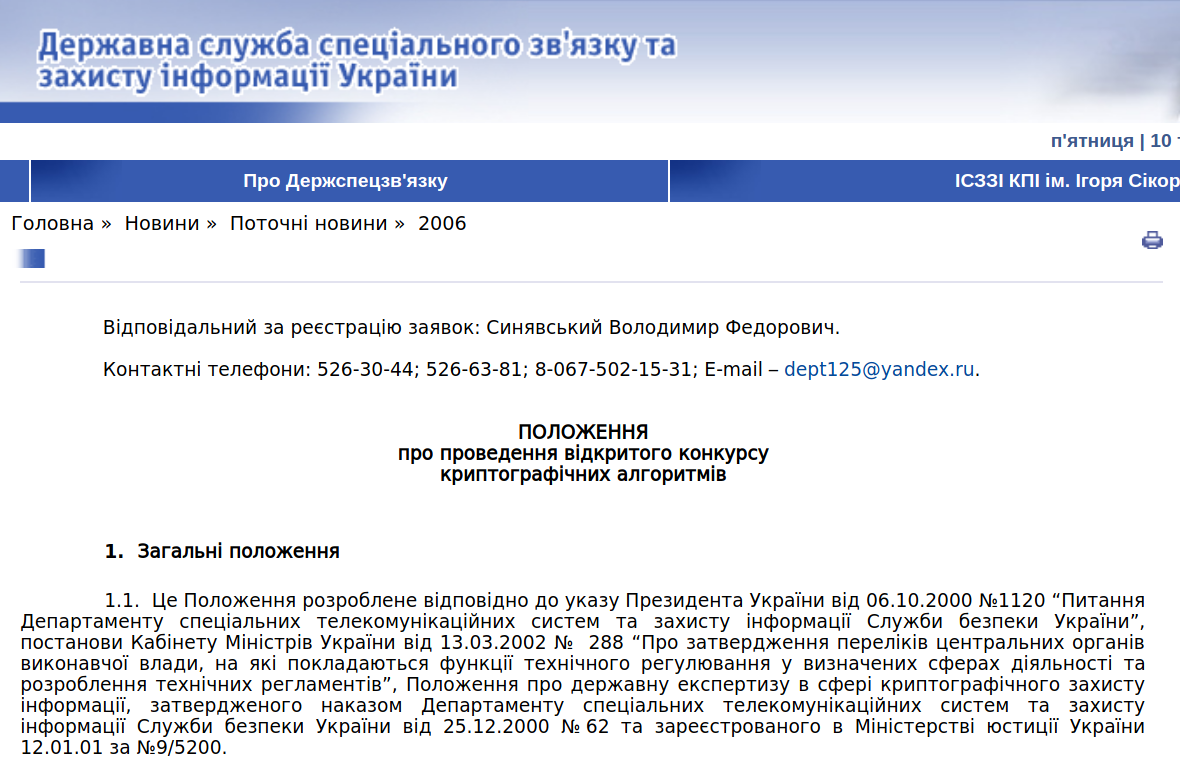 Державна служба спеціального зв'язку та
захисту інформації України
п'ятниця | 10
Про Держспецзв'язку
ІСЗЗІ КПІ ім. Ігоря Сікор
Головна » Новини » Поточні новини » 2006
Відповідальний за реєстрацію заявок: Синявський Володимир Федорович.
Контактні телефони: 526-30-44; 526-63-81; 8-067-502-15-31; E-mail – dept125@yandex.ru.
ПОЛОЖЕННЯ
про проведення відкритого конкурсу
криптографічних алгоритмів
1. Загальні положення
1.1. Це Положення розроблене відповідно до указу Президента України від 06.10.2000 №1120 “Питання
Департаменту спеціальних телекомунікаційних систем та захисту інформації Служби безпеки України”,
постанови Кабінету Міністрів України від 13.03.2002 № 288 “Про затвердження переліків центральних органів
виконавчої влади, на які покладаються функції технічного регулювання у визначених сферах діяльності та
розроблення технічних регламентів”, Положення про державну експертизу в сфері криптографічного захисту
інформації, затвердженого наказом Департаменту спеціальних телекомунікаційних систем та захисту
інформації Служби безпеки України від 25.12.2000 № 62 та зареєстрованого в Міністерстві юстиції України
12.01.01 за №9/5200.